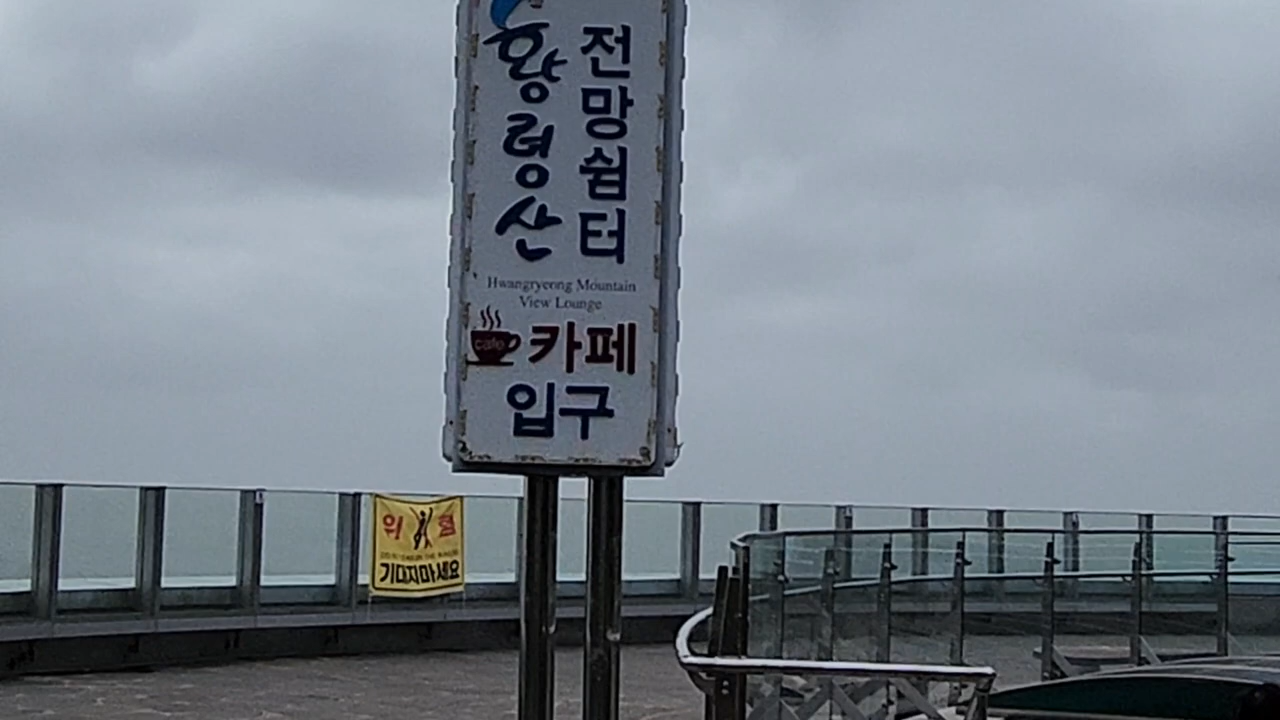 황령산
전망쉼터
Hwangryeong Mountain
View Lounge
cafe 카페
입구
위험
기대지마세요